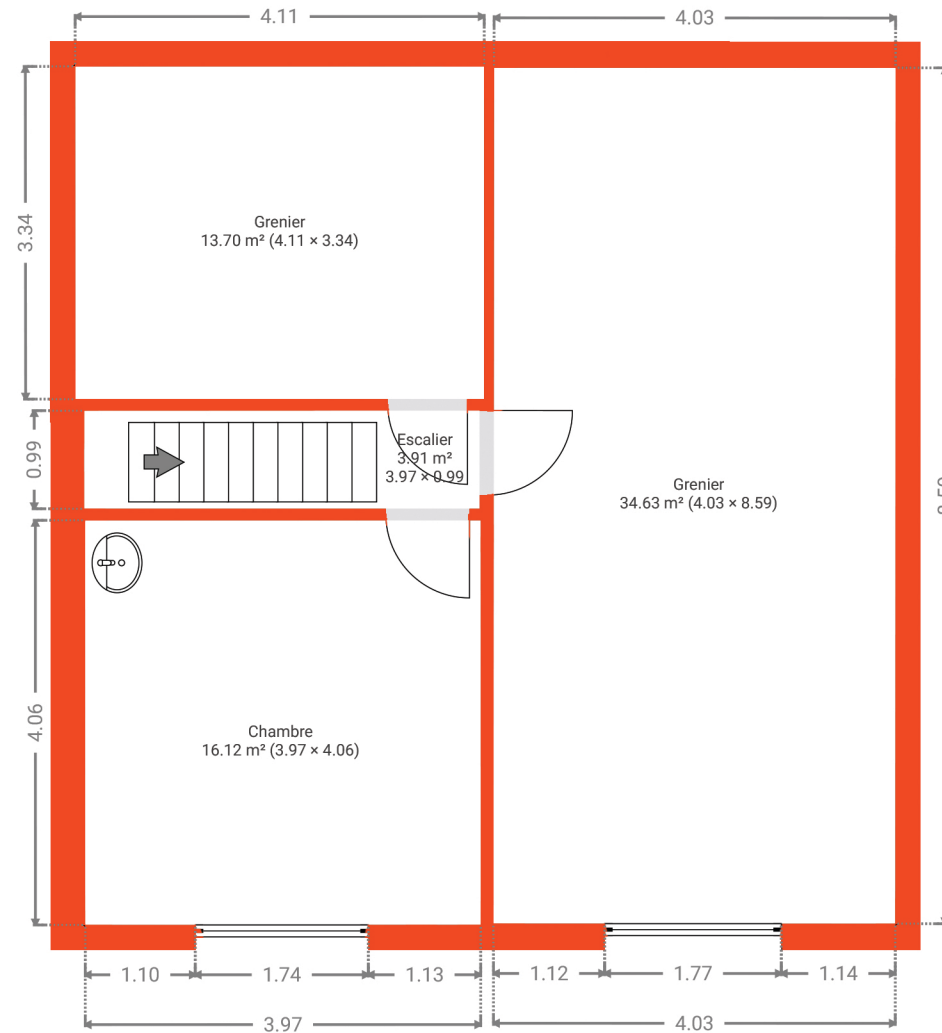 4.11
4.03
3.34
Grenier
13.70 m² (4.11 × 3.34)
0.99
Escalier
3.91 m²
3.97 × 0.99
Grenier
34.63 m² (4.03 × 8.59)
4.06
Chambre
16.12 m² (3.97 × 4.06)
1.10
1.74
1.13
1.12
1.77
1.14
3.97
4.03